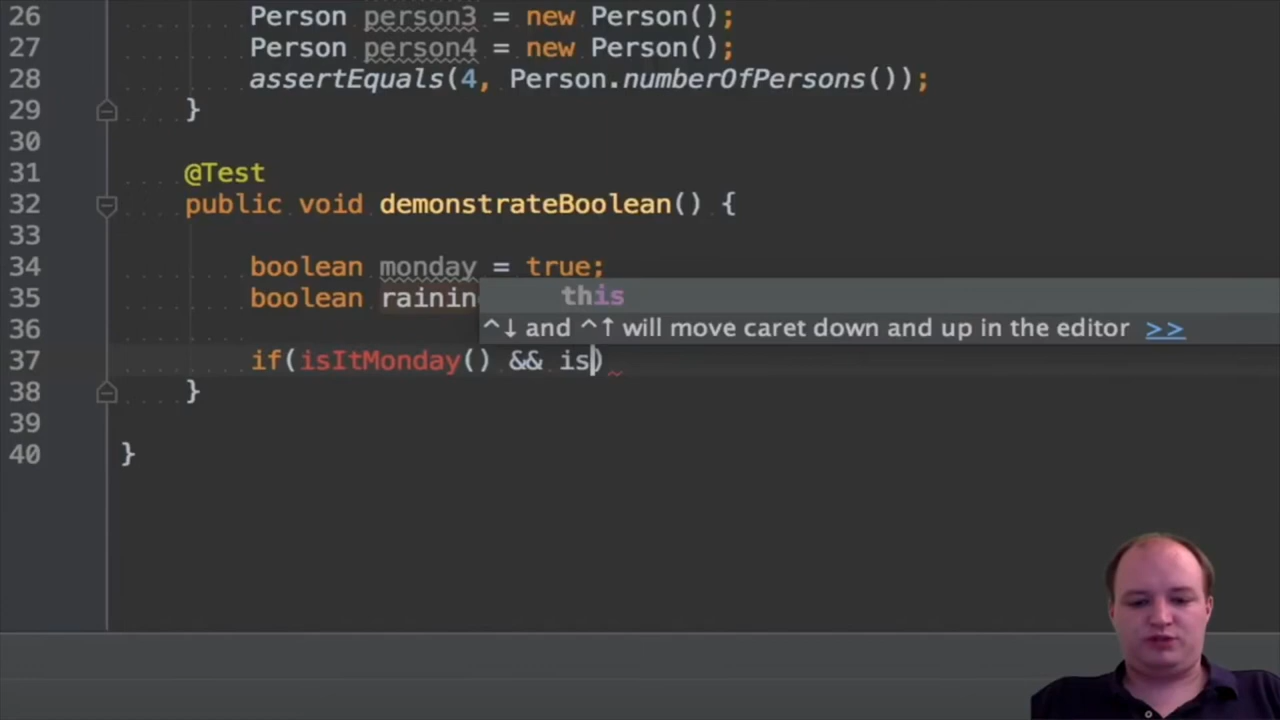 26 Person person3 = new Person();
27 Person person4 = new Person();
28 assertEquals(4, Person.numberOfPersons());
29 }
30
31 @Test
32 public void demonstrateBoolean() {
33
34 boolean monday = true;
35 boolean rainin
this
36
^↓ and ^↑ will move caret down and up in the editor >>
37 if(isItMonday() && is)
38 }
39
40 }